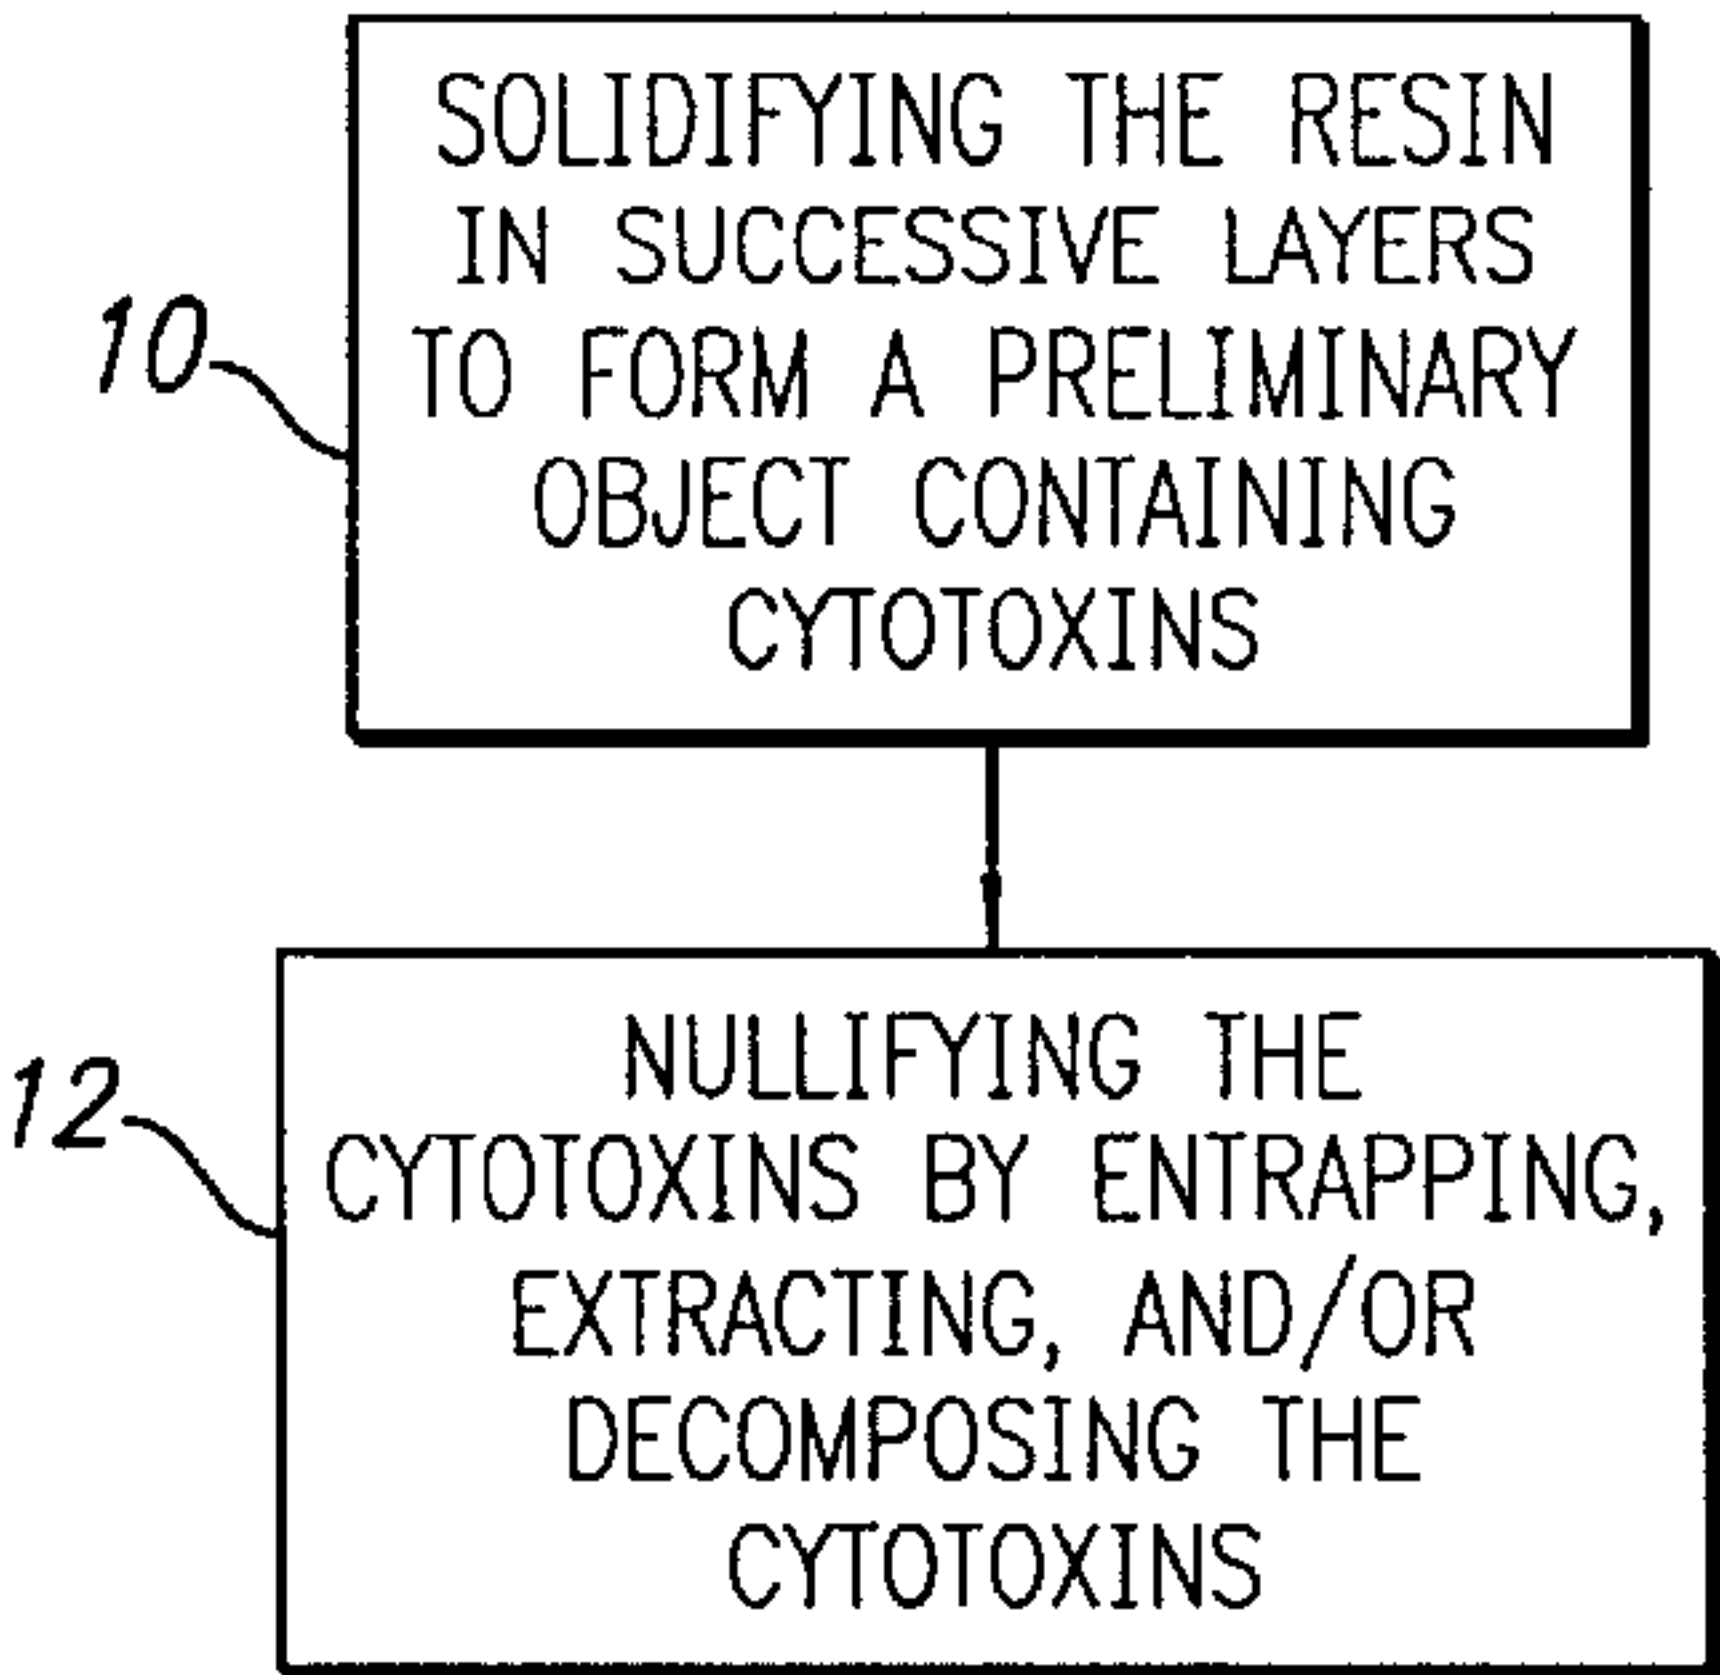 SOLIDIFYING THE RESIN
IN SUCCESSIVE LAYERS
10
TO FORM A PRELIMINARY
OBJECT CONTAINING
CYTOTOXINS
NULLIFYING THE
12
CYTOTOXINS BY ENTRAPPING,
EXTRACTING, AND/OR
DECOMPOSING THE
CYTOTOXINS